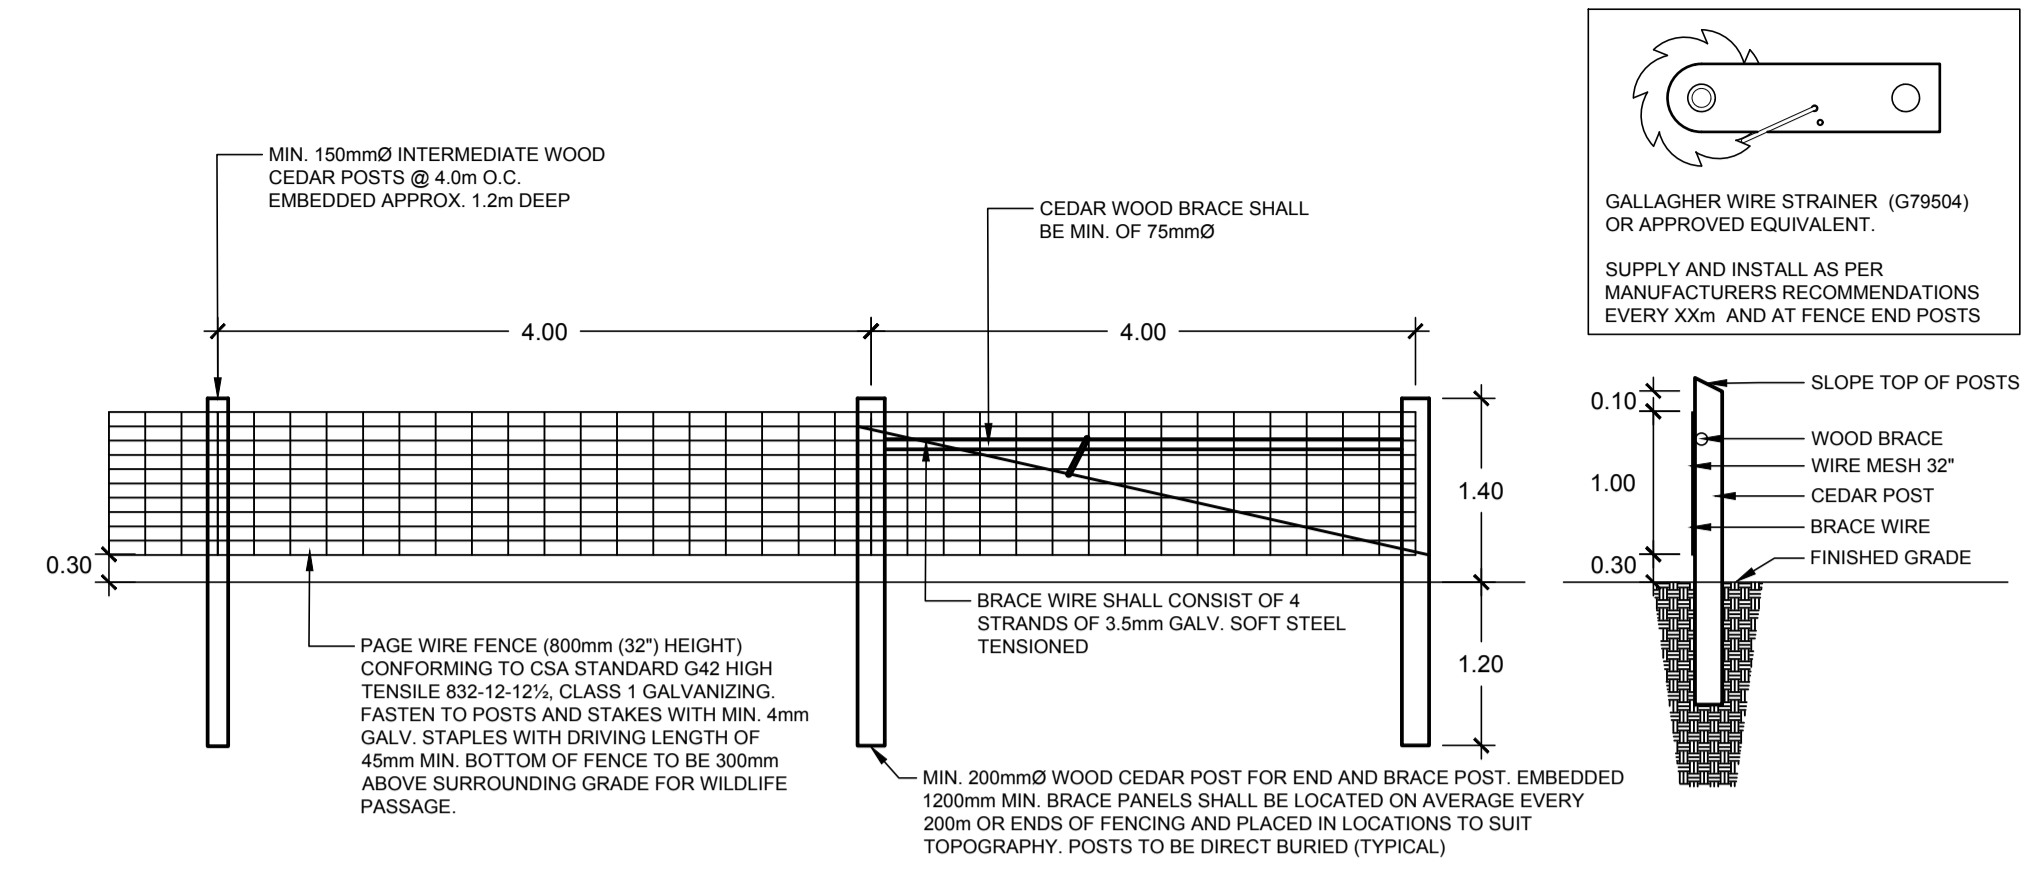 MIN. 150mmØ INTERMEDIATE WOOD
CEDAR POSTS @ 4.0m O.C.
EMBEDDED APPROX. 1.2m DEEP
CEDAR WOOD BRACE SHALL
BE MIN. OF 75mmØ
GALLAGHER WIRE STRAINER (G79504)
OR APPROVED EQUIVALENT.
SUPPLY AND INSTALL AS PER
MANUFACTURERS RECOMMENDATIONS
EVERY XXm AND AT FENCE END POSTS
4.00
4.00
1.40
1.20
0.30
SLOPE TOP OF POSTS
0.10
WOOD BRACE
WIRE MESH 32"
1.00
CEDAR POST
BRACE WIRE
FINISHED GRADE
0.30
BRACE WIRE SHALL CONSIST OF 4
STRANDS OF 3.5mm GALV. SOFT STEEL
TENSIONED
PAGE WIRE FENCE (800mm (32") HEIGHT)
CONFORMING TO CSA STANDARD G42 HIGH
TENSILE 832-12-12½, CLASS 1 GALVANIZING.
FASTEN TO POSTS AND STAKES WITH MIN. 4mm
GALV. STAPLES WITH DRIVING LENGTH OF
45mm MIN. BOTTOM OF FENCE TO BE 300mm
ABOVE SURROUNDING GRADE FOR WILDLIFE
PASSAGE.
MIN. 200mmØ WOOD CEDAR POST FOR END AND BRACE POST. EMBEDDED
1200mm MIN. BRACE PANELS SHALL BE LOCATED ON AVERAGE EVERY
200m OR ENDS OF FENCING AND PLACED IN LOCATIONS TO SUIT
TOPOGRAPHY. POSTS TO BE DIRECT BURIED (TYPICAL)